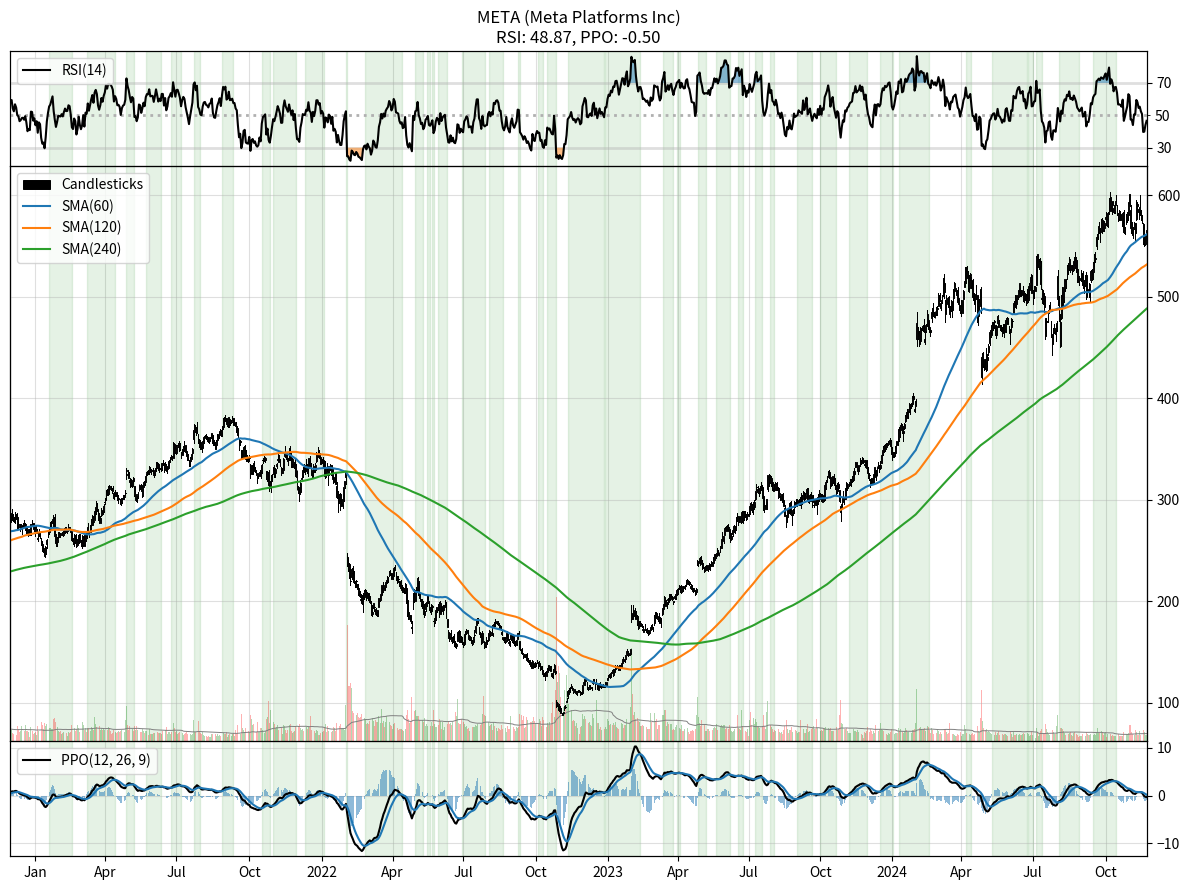 META (Meta Platforms Inc)
RSI: 48.87, PPO: -0.50
RSI(14)
70
50
30
Candlesticks
SMA(60)
SMA(120)
SMA(240)
600
500
400
300
200
100
PPO(12, 26, 9)
10
0
−10
Jan Apr Jul Oct 2022 Apr Jul Oct 2023 Apr Jul Oct 2024 Apr Jul Oct